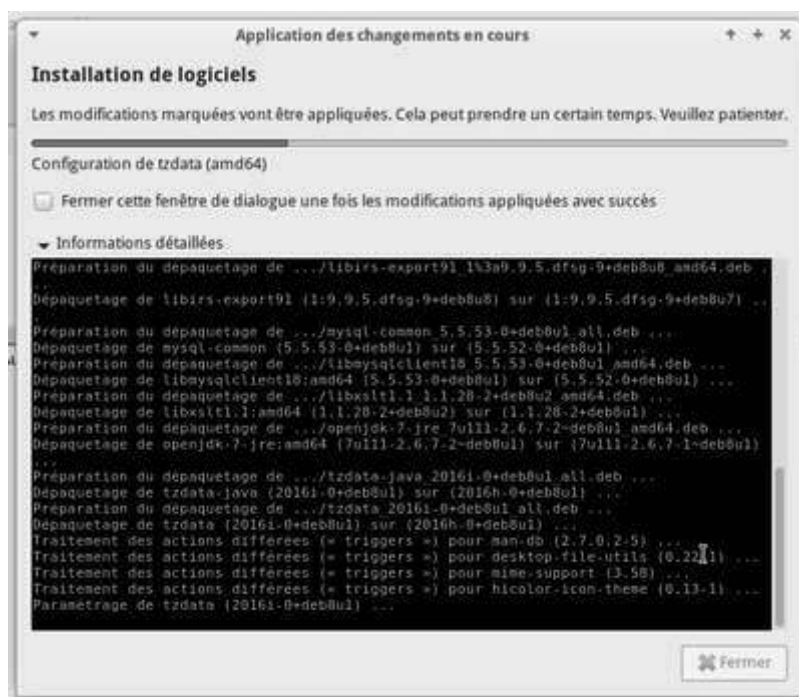 Application des changements en cours
Installation de logiciels
Les modifications marquées vont être appliquées. Cela peut prendre un certain temps. Veuillez patienter.
Configuration de tzdata (amd64)
Fermer cette fenêtre de dialogue une fois les modifications appliquées avec succès
Informations détaillées
Préparation du dépaquetage de .../libirs-export91_1%3a9.9.5.dfsg-9+deb8u8_amd64.deb .
..
Dépaquetage de libirs-export91 (1:9.9.5.dfsg-9+deb8u8) sur (1:9.9.5.dfsg-9+deb8u7) ..
.
Préparation du dépaquetage de .../mysql-common_5.5.53-0+deb8u1_all.deb ...
Dépaquetage de mysql-common (5.5.53-0+deb8u1) sur (5.5.52-0+deb8u1) ...
Préparation du dépaquetage de .../libmysqlclient18_5.5.53-0+deb8u1_amd64.deb ...
Dépaquetage de libmysqlclient18:amd64 (5.5.53-0+deb8u1) sur (5.5.52-0+deb8u1) ...
Préparation du dépaquetage de .../libxslt1.1_1.1.28-2+deb8u2_amd64.deb ...
Dépaquetage de libxslt1.1:amd64 (1.1.28-2+deb8u2) sur (1.1.28-2+deb8u1) ...
Préparation du dépaquetage de .../openjdk-7-jre_7u111-2.6.7-2~deb8u1_amd64.deb ...
Dépaquetage de openjdk-7-jre:amd64 (7u111-2.6.7-2~deb8u1) sur (7u111-2.6.7-1~deb8u1)
...
Préparation du dépaquetage de .../tzdata-java_2016i-0+deb8u1_all.deb ...
Dépaquetage de tzdata-java (2016i-0+deb8u1) sur (2016h-0+deb8u1) ...
Préparation du dépaquetage de .../tzdata_2016i-0+deb8u1_all.deb ...
Dépaquetage de tzdata (2016i-0+deb8u1) sur (2016h-0+deb8u1) ...
Traitement des actions différées (« triggers ») pour man-db (2.7.0.2-5) ...
Traitement des actions différées (« triggers ») pour desktop-file-utils (0.22-1) ...
Traitement des actions différées (« triggers ») pour mime-support (3.58) ...
Traitement des actions différées (« triggers ») pour hicolor-icon-theme (0.13-1) ...
Paramétrage de tzdata (2016i-0+deb8u1) ...
Fermer